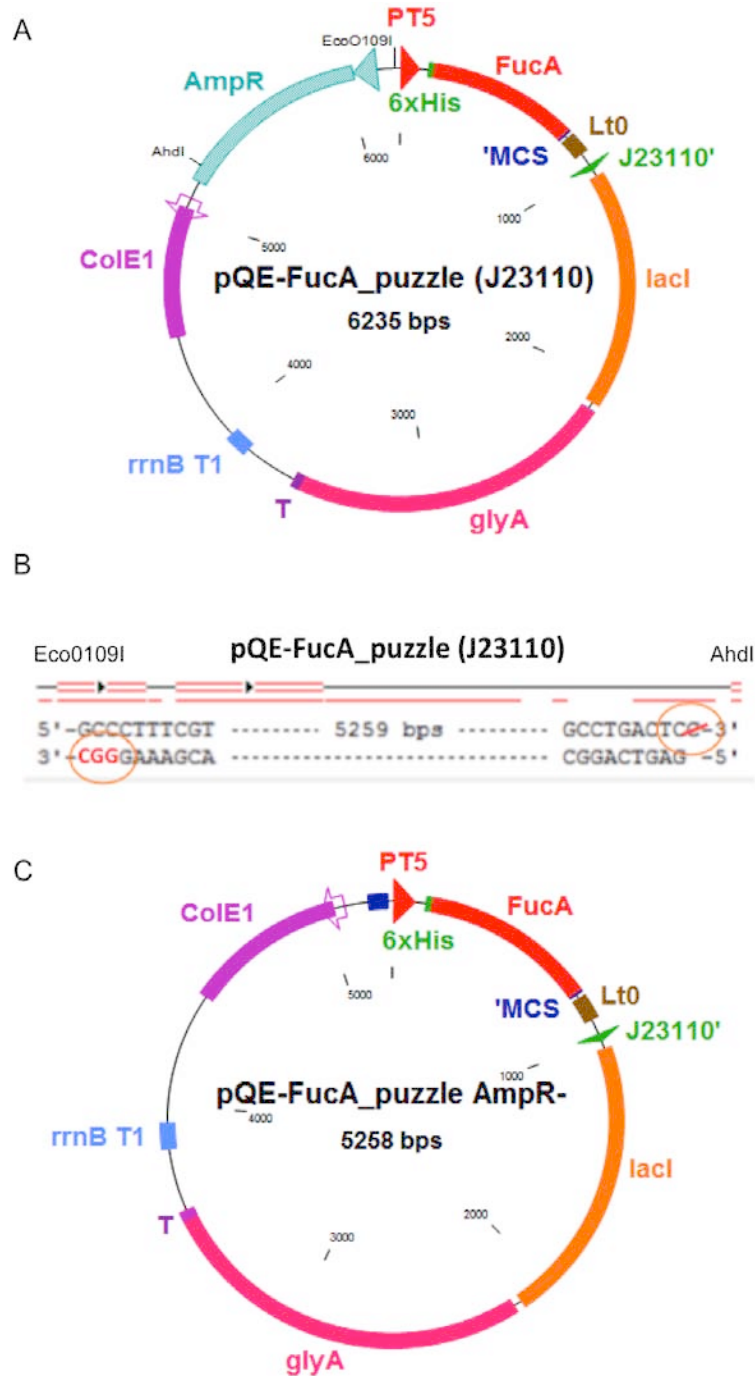 A
PT5
EcoO109I
FucA
AmpR
6xHis
Lt0
'MCS
J23110'
AhdI
6000
1000
5000
ColE1
pQE-FucA_puzzle (J23110)
lacI
6235 bps
2000
4000
3000
rrnB T1
T
glyA
B
Eco0109I
pQE-FucA_puzzle (J23110)
AhdI
5'-GCCCTTTCGT -------- 5259 bps ---------- GCCTGACTCC-3'
3'-CGGGAAAGCA ---------------------------- CGGACTGAG -5'
C
PT5
ColE1
FucA
6xHis
Lt0
'MCS
5000
J23110'
1000
pQE-FucA_puzzle AmpR-
4000
rrnB T1
5258 bps
lacI
T
2000
3000
glyA